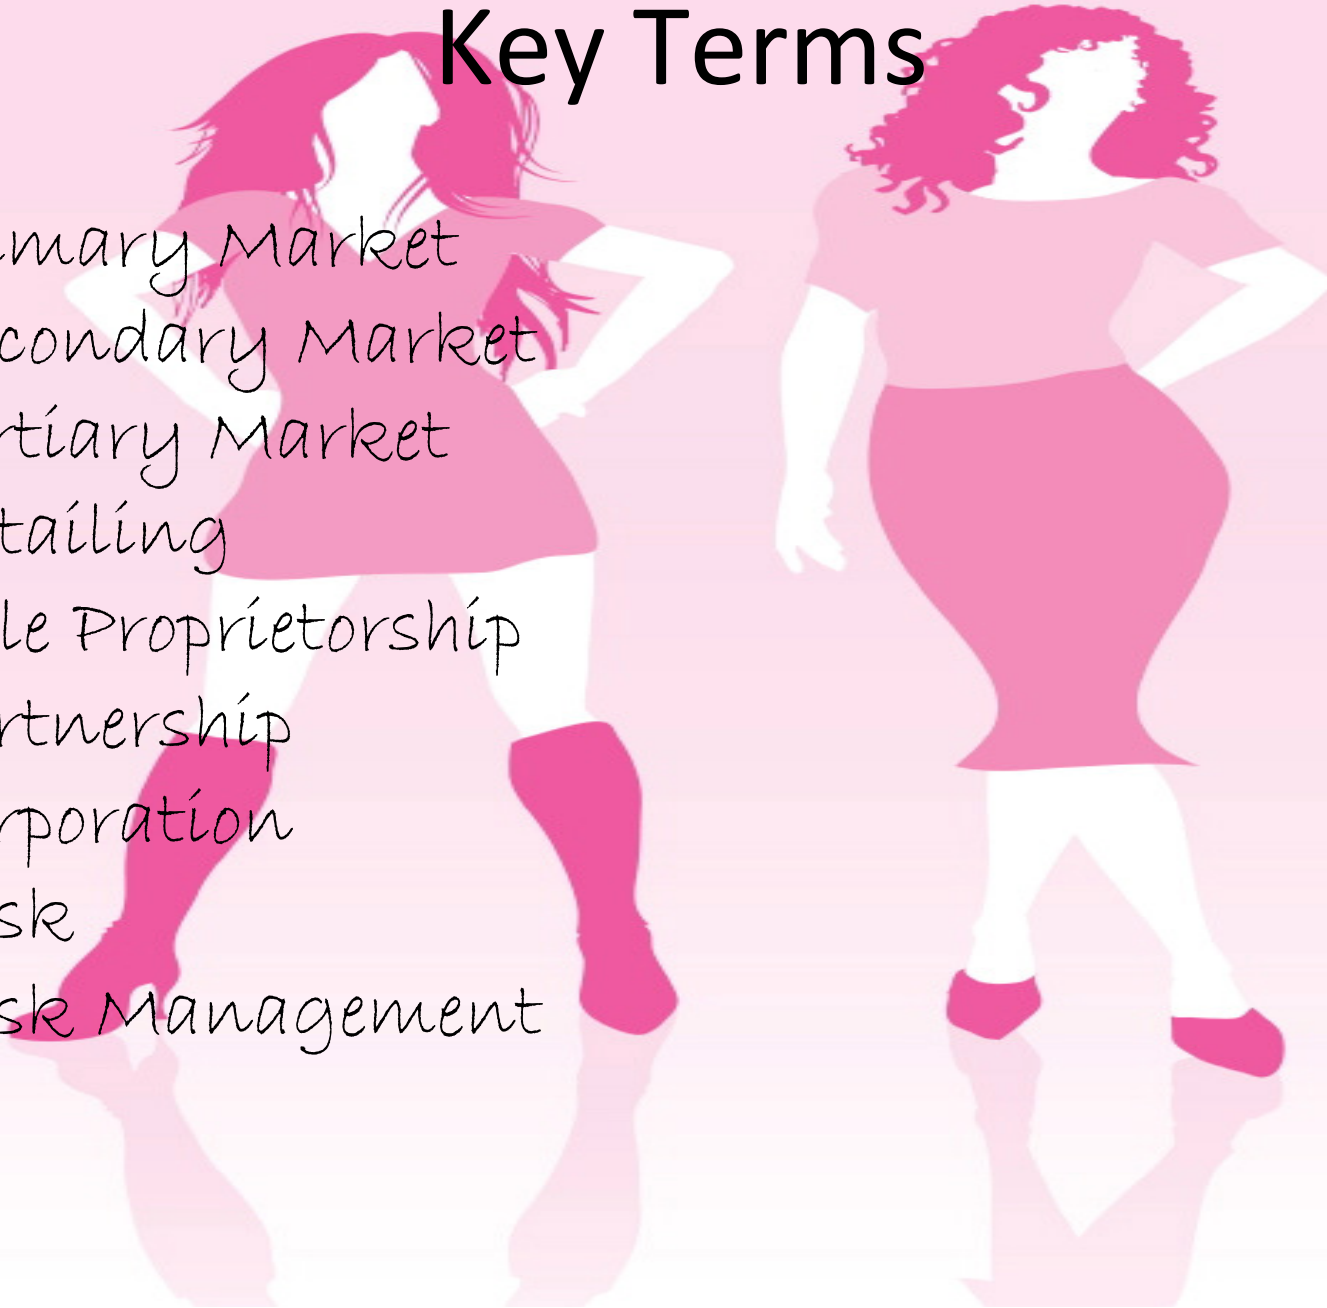 Key Terms
mary Market
condary Market
rtiary Market
tailing
le Proprietorship
rtnership
rporation
sk
sk Management